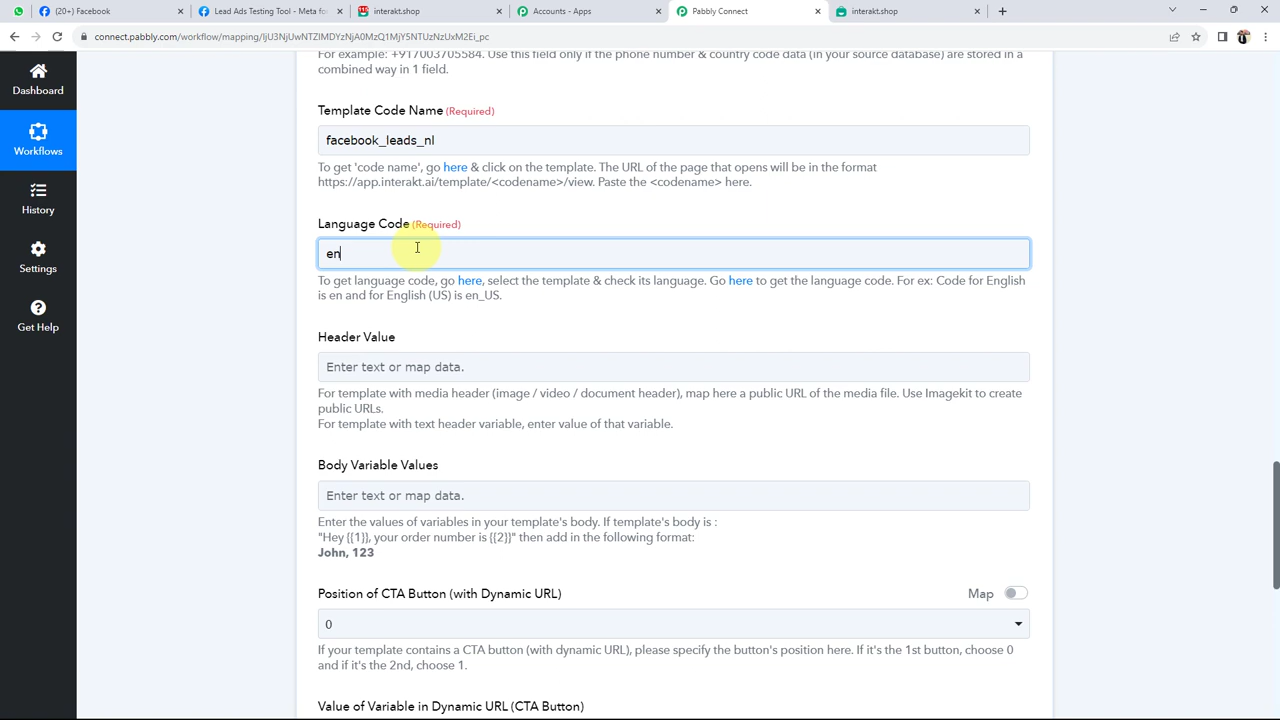 (20+) Facebook
Lead Ads Testing Tool - Meta for
interakt.shop
Accounts - Apps
Pabbly Connect
interakt.shop
connect.pabbly.com/workflow/mapping/IjU3NjUwNTZlMDYzNjA0MzQ1MjY5NTUzNzUxM2Ei_pc
Dashboard
Workflows
History
Settings
Get Help
For example: +917003705584. Use this field only if the phone number & country code data (in your source database) are stored in a
combined way in 1 field.
Template Code Name (Required)
facebook_leads_nl
To get 'code name', go here & click on the template. The URL of the page that opens will be in the format
https://app.interakt.ai/template/<codename>/view. Paste the <codename> here.
Language Code (Required)
en
To get language code, go here, select the template & check its language. Go here to get the language code. For ex: Code for English
is en and for English (US) is en_US.
Header Value
Enter text or map data.
For template with media header (image / video / document header), map here a public URL of the media file. Use Imagekit to create
public URLs.
For template with text header variable, enter value of that variable.
Body Variable Values
Enter text or map data.
Enter the values of variables in your template's body. If template's body is :
"Hey {{1}}, your order number is {{2}}" then add in the following format:
John, 123
Position of CTA Button (with Dynamic URL)
Map
0
If your template contains a CTA button (with dynamic URL), please specify the button's position here. If it's the 1st button, choose 0
and if it's the 2nd, choose 1.
Value of Variable in Dynamic URL (CTA Button)